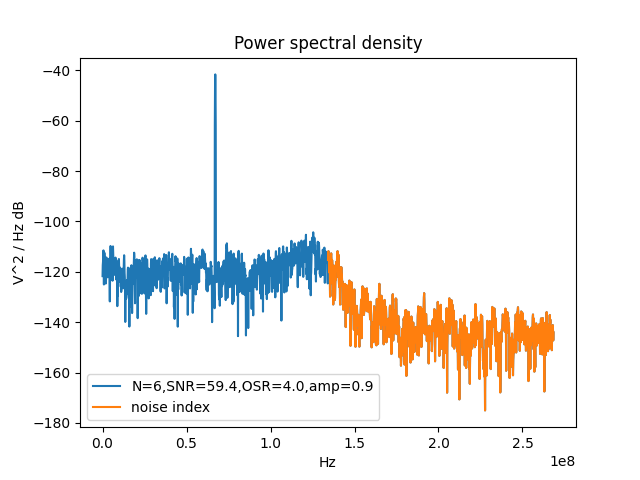 Power spectral density
V^2 / Hz dB
−40
−60
−80
−100
−120
−140
−160
−180
N=6,SNR=59.4,OSR=4.0,amp=0.9
noise index
0.0 0.5 1.0 1.5 2.0 2.5
1e8
Hz